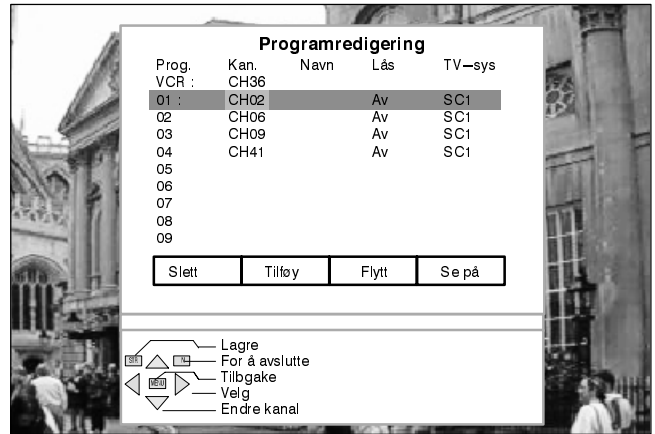 Programredigering
Prog. Kan. Navn Lås TV-sys
VCR : CH36
01 : CH02 Av SC1
02 CH06 Av SC1
03 CH09 Av SC1
04 CH41 Av SC1
05
06
07
08
09
Slett Tilføy Flytt Se på
Lagre
STR N For å avslutte
Tilbgake
MENU Velg
Endre kanal